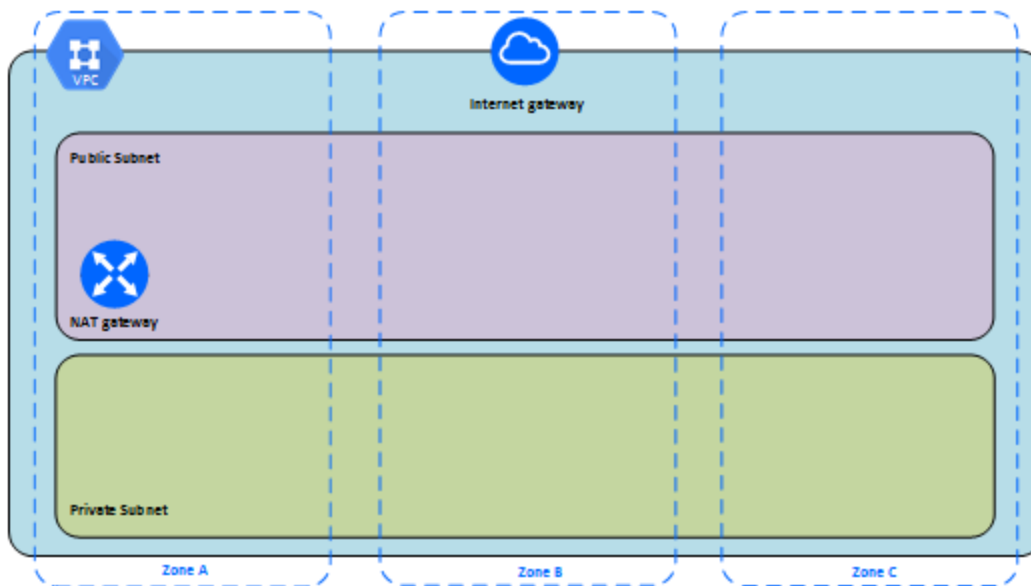 VPC
Internet gateway
Public Subnet
NAT gateway
Private Subnet
Zone A
Zone B
Zone C